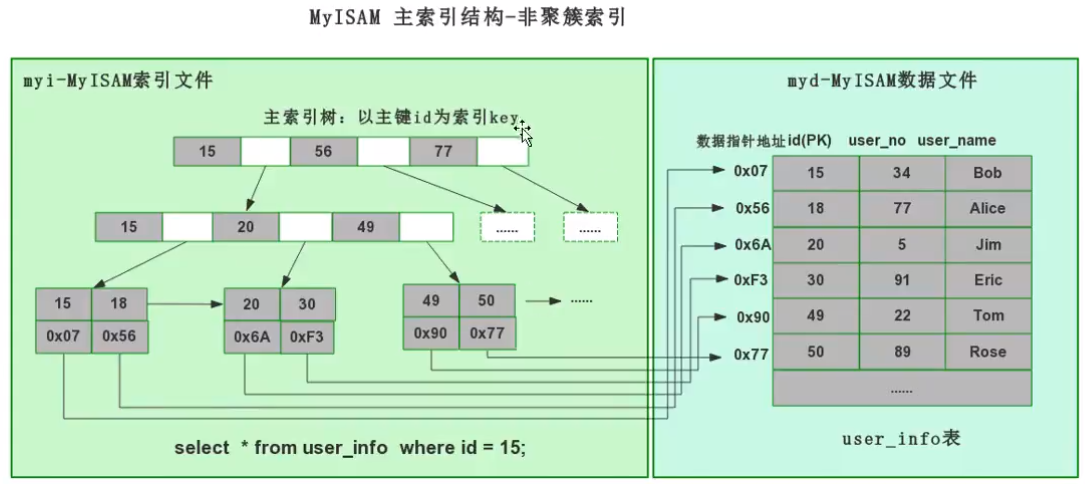 MyISAM 主索引结构-非聚簇索引
myi-MyISAM索引文件
主索引树：以主键id为索引key
15 56 77
15 20 49
......
......
15 18
0x07 0x56
20 30
0x6A 0xF3
49 50
0x90 0x77
......
select * from user_info where id = 15;
myd-MyISAM数据文件
数据指针地址 id(PK) user_no user_name
0x07 15 34 Bob
0x56 18 77 Alice
0x6A 20 5 Jim
0xF3 30 91 Eric
0x90 49 22 Tom
0x77 50 89 Rose
......
user_info表